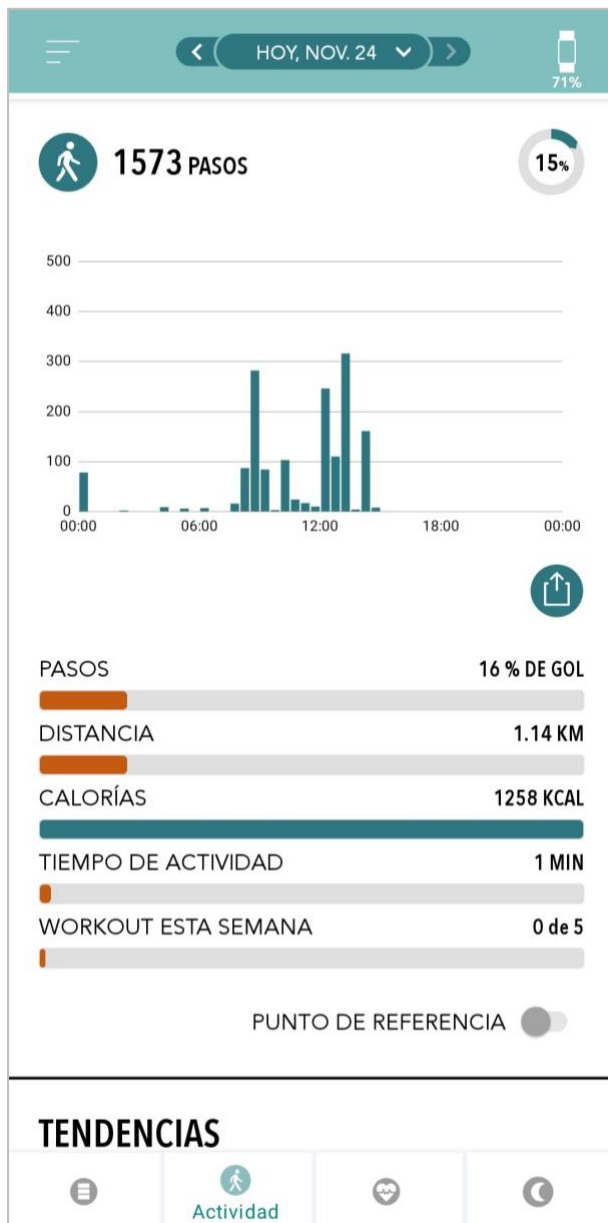 HOY, NOV. 24
71%
1573 PASOS
15%
500
400
300
200
100
0
00:00 06:00 12:00 18:00 00:00
PASOS 16 % DE GOL
DISTANCIA 1.14 KM
CALORÍAS 1258 KCAL
TIEMPO DE ACTIVIDAD 1 MIN
WORKOUT ESTA SEMANA 0 de 5
PUNTO DE REFERENCIA
TENDENCIAS
Actividad